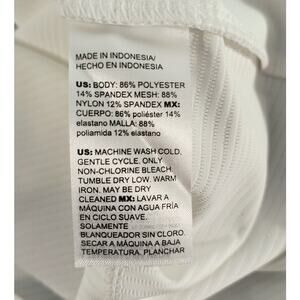 MADE IN INDONESIA/
HECHO EN INDONESIA
US: BODY: 86% POLYESTER
14% SPANDEX MESH: 88%
NYLON 12% SPANDEX MX:
CUERPO: 86% poliéster 14%
elastano MALLA: 88%
poliamida 12% elastano
US: MACHINE WASH COLD.
GENTLE CYCLE. ONLY
NON-CHLORINE BLEACH.
TUMBLE DRY LOW. WARM
IRON. MAY BE DRY
CLEANED MX: LAVAR A
MÁQUINA CON AGUA FRÍA
EN CICLO SUAVE.
SOLAMENTE
BLANQUEADOR SIN CLORO.
SECAR A MÁQUINA A BAJA
TEMPERATURA. PLANCHAR